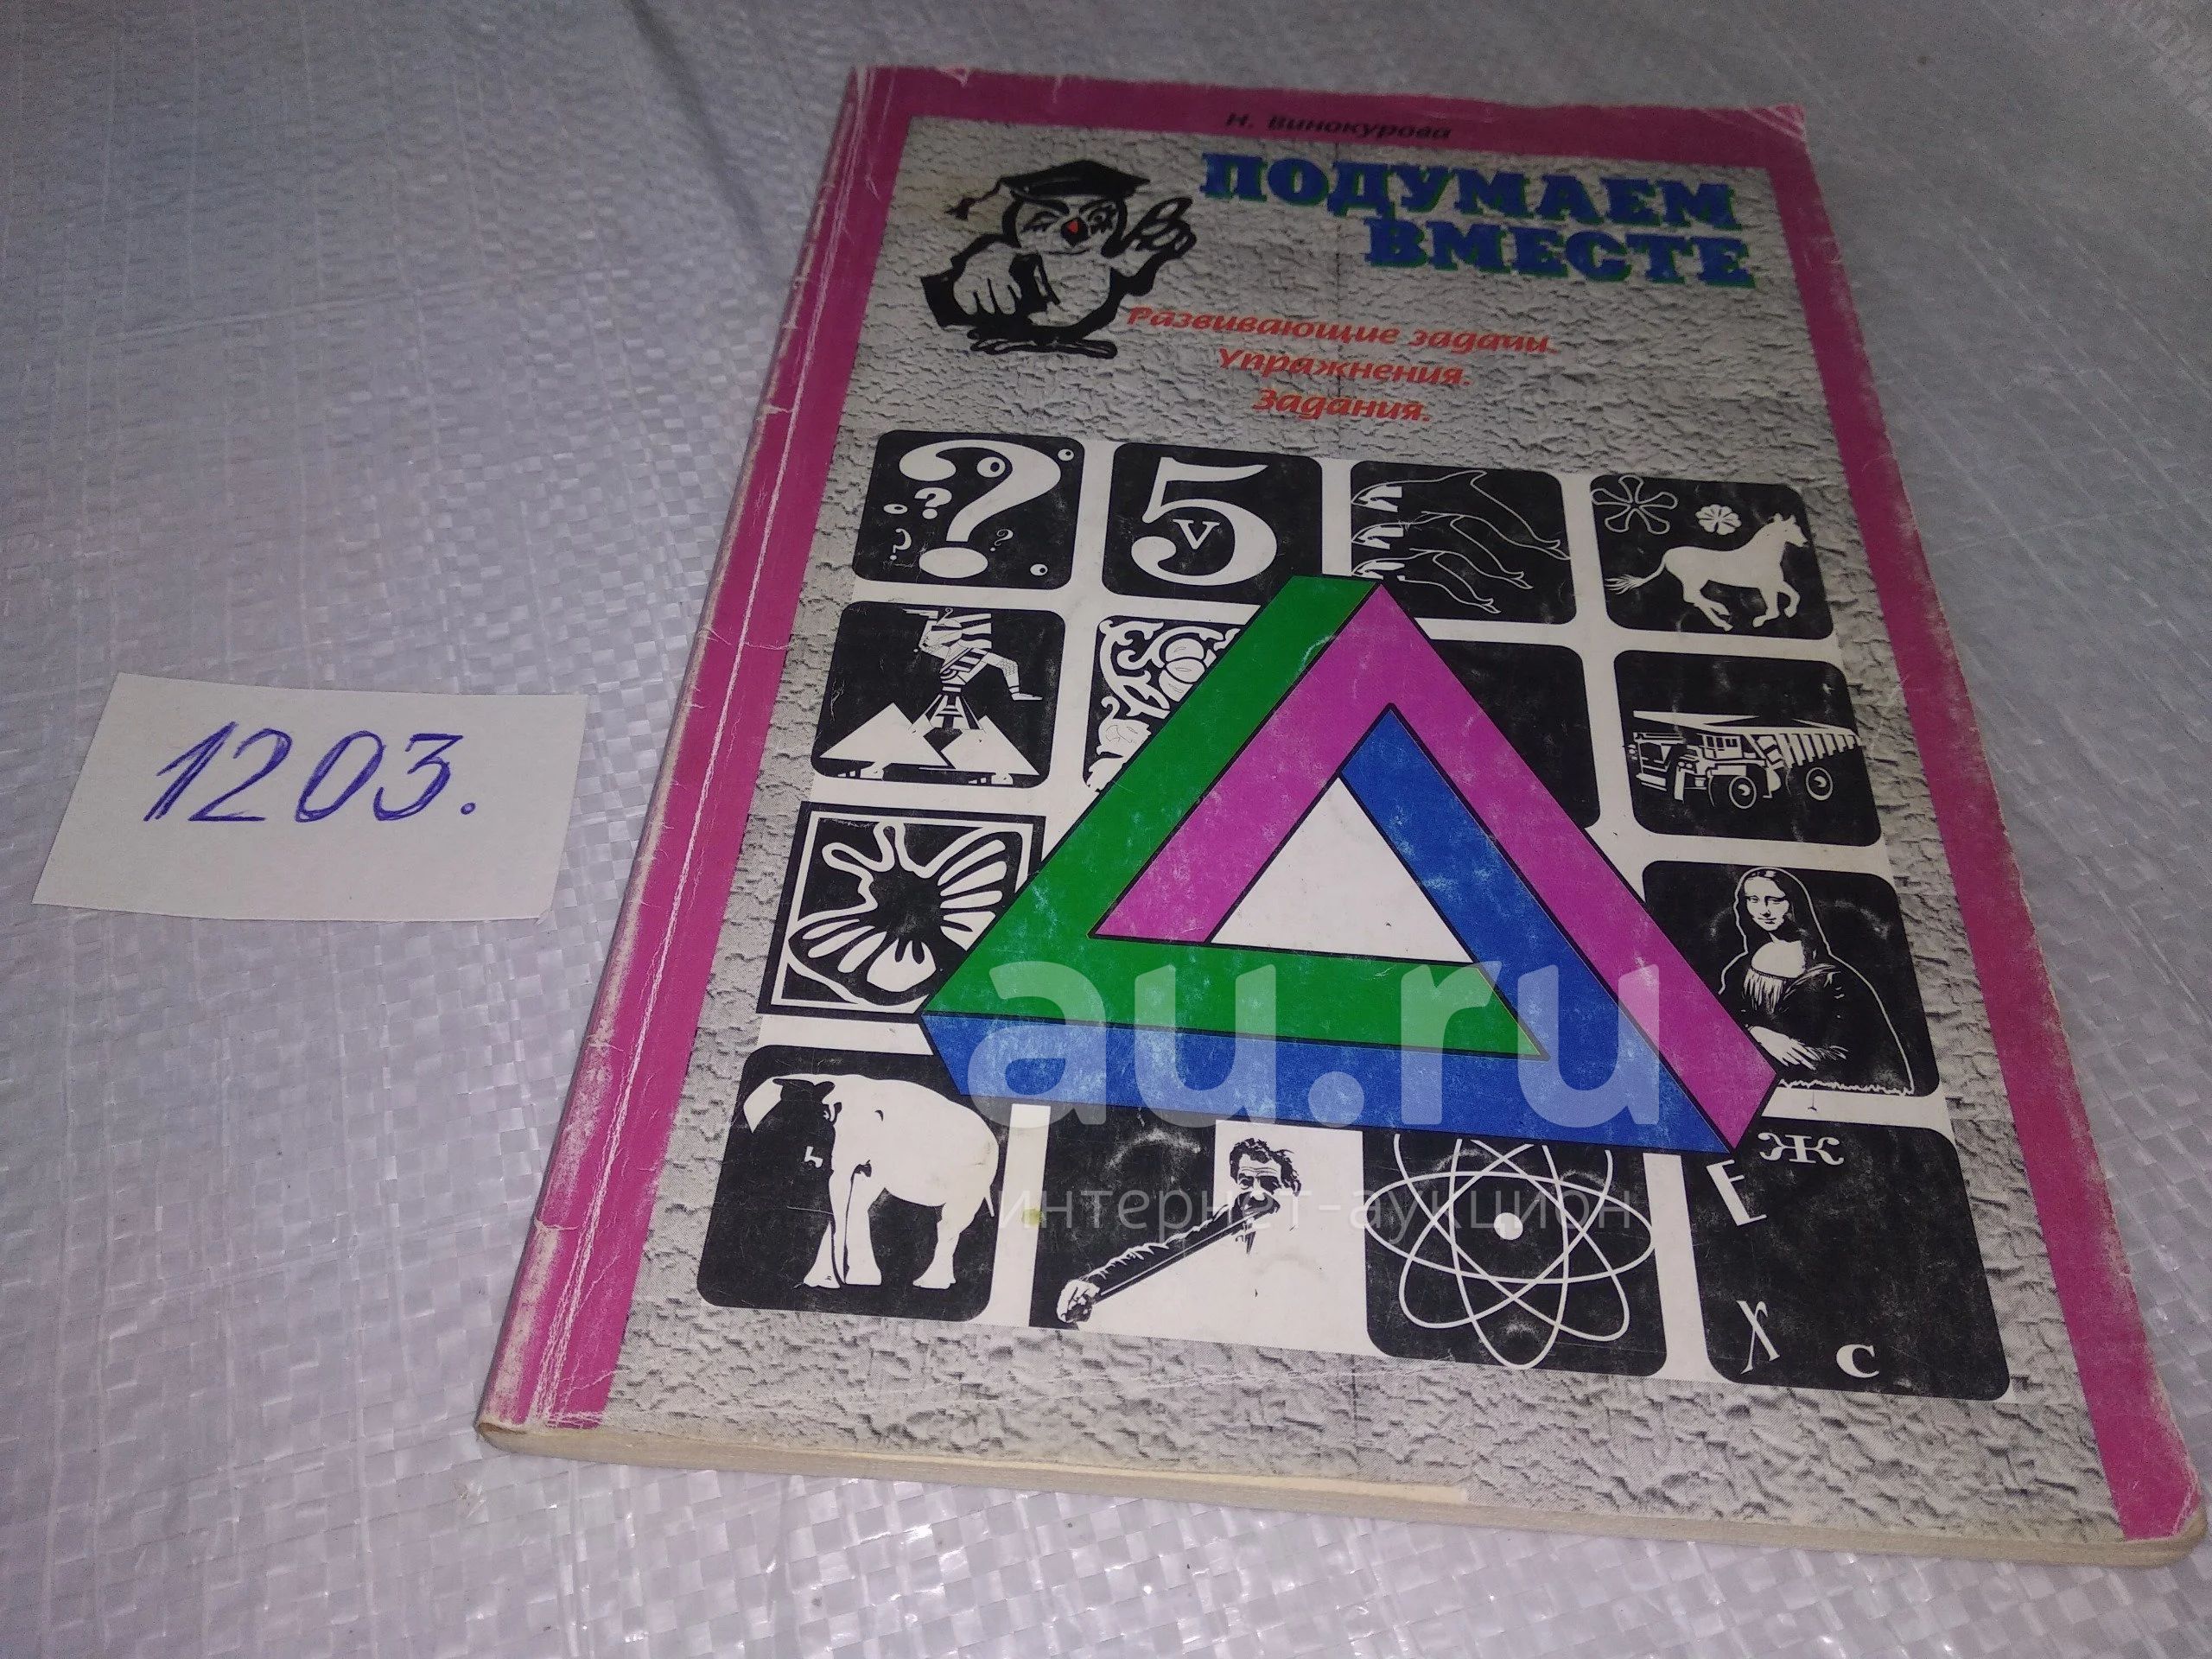 Н. Винокурова
ПОДУМАЕМ
ВМЕСТЕ
Развивающие задачи.
Упражнения.
Задания.
?
?
?
?
5
V
1203.
au.ru
интернет-аукцион
Е Ж
Х С